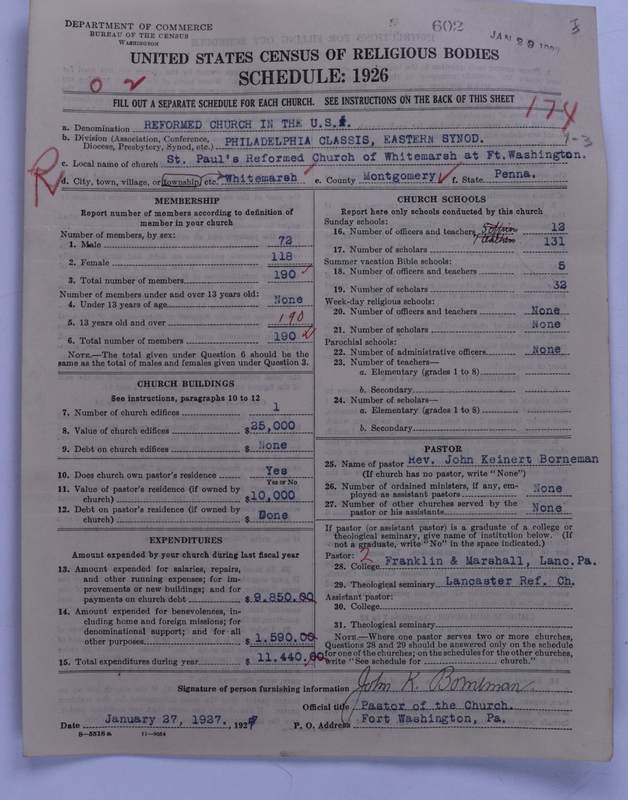 DEPARTMENT OF COMMERCE
BUREAU OF THE CENSUS
WASHINGTON
602
UNITED STATES CENSUS OF RELIGIOUS BODIES
SCHEDULE: 1926
FILL OUT A SEPARATE SCHEDULE FOR EACH CHURCH. SEE INSTRUCTIONS ON THE BACK OF THIS SHEET
174
a. Denomination REFORMED CHURCH IN THE U.S.
b. Division (Association, Conference, Diocese, Presbytery, Synod, etc.) PHILADELPHIA CLASSIS, EASTERN SYNOD.
1-3
c. Local name of church St. Paul's Reformed Church of Whitemarsh at Ft.Washington.
R
d. City, town, village, or township, etc. Whitemarsh e. County Montgomery f. State Penna.
MEMBERSHIP
Report number of members according to definition of
member in your church
Number of members, by sex:
1. Male 72
2. Female 118
3. Total number of members 190
Number of members under and over 13 years old:
4. Under 13 years of age None
5. 13 years old and over 190
6. Total number of members 190
NOTE.—The total given under Question 6 should be
same as the total of males and females given under Question 3.
CHURCH BUILDINGS
See instructions, paragraphs 10 to 12
7. Number of church edifices 1
8. Value of church edifices $25,000
9. Debt on church edifices $ None
10. Does church own pastor's residence Yes
Yes or No
11. Value of pastor's residence (if owned by
church) $10,000
12. Debt on pastor's residence (if owned by
church) $ None
EXPENDITURES
Amount expended by your church during last fiscal year
13. Amount expended for salaries, repairs,
and other running expenses; for im-
provements or new buildings; and for
payments on church debt $ 9.850.00
14. Amount expended for benevolences, in-
cluding home and foreign missions; for
denominational support; and for all
other purposes $ 1.590.00
15. Total expenditures during year $ 11.440.00
CHURCH SCHOOLS
Report here only schools conducted by this church
Sunday schools:
16. Number of officers and teachers 12
17. Number of scholars 131
Summer vacation Bible schools:
18. Number of officers and teachers 5
19. Number of scholars 32
Week-day religious schools:
20. Number of officers and teachers None
21. Number of scholars None
Parochial schools:
22. Number of administrative officers None
23. Number of teachers—
a. Elementary (grades 1 to 8)
b. Secondary
24. Number of scholars—
a. Elementary (grades 1 to 8)
b. Secondary
PASTOR
25. Name of pastor Rev. John Keinert Borneman
(If church has no pastor, write "None")
26. Number of ordained ministers, if any, em-
ployed as assistant pastors None
27. Number of other churches served by the
pastor or his assistants None
If pastor (or assistant pastor) is a graduate of a college or
theological seminary, give name of institution below. (If
not a graduate, write "No" in the space indicated.)
Pastor: 2
28. College Franklin & Marshall, Lanc.Pa.
29. Theological seminary Lancaster Ref. Ch.
Assistant pastor:
30. College
31. Theological seminary
NOTE.—Where one pastor serves two or more churches,
Questions 28 and 29 should be answered only on the schedule
for one of the churches; on the schedules for the other churches,
write "See schedule for church."
Signature of person furnishing information John K. Borneman.
Official title Pastor of the Church.
Date January 27, 1927. , 1927 P. O. Address Fort Washington, Pa.
8—5518 a 11—9054